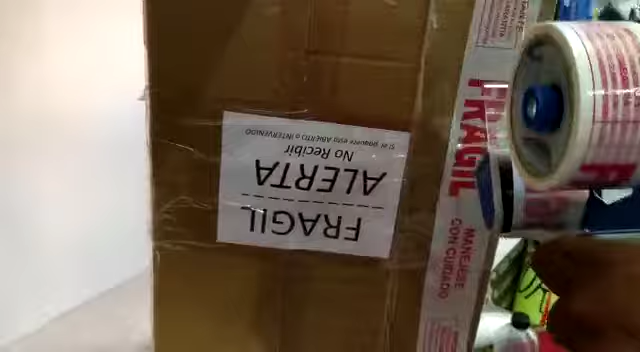 FRAGIL
ALERTA
No Recibir
Si el paquete esta ABIERTO o INTERVENIDO
FRAGIL
MANEJESE
CON CUIDADO